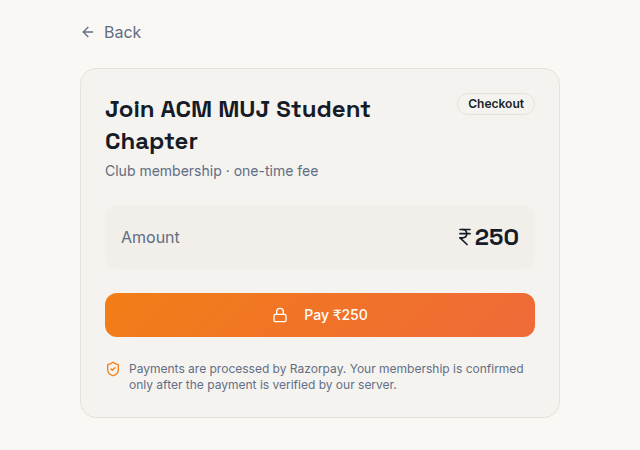 Back
Join ACM MUJ Student
Chapter
Checkout
Club membership · one-time fee
Amount
₹250
Pay ₹250
Payments are processed by Razorpay. Your membership is confirmed
only after the payment is verified by our server.